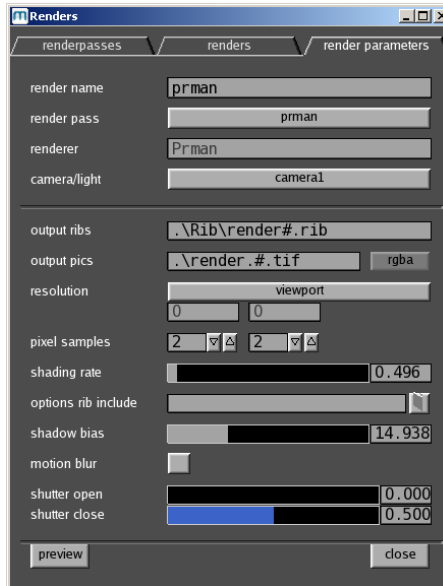 m Renders
renderpasses renders render parameters
render name prman
render pass prman
renderer Prman
camera/light camera1
output ribs .\Rib\render#.rib
output pics .\render.#.tif rgba
resolution viewport
0 0
pixel samples 2 2
shading rate 0.496
options rib include
shadow bias 14.938
motion blur
shutter open 0.000
shutter close 0.500
preview close